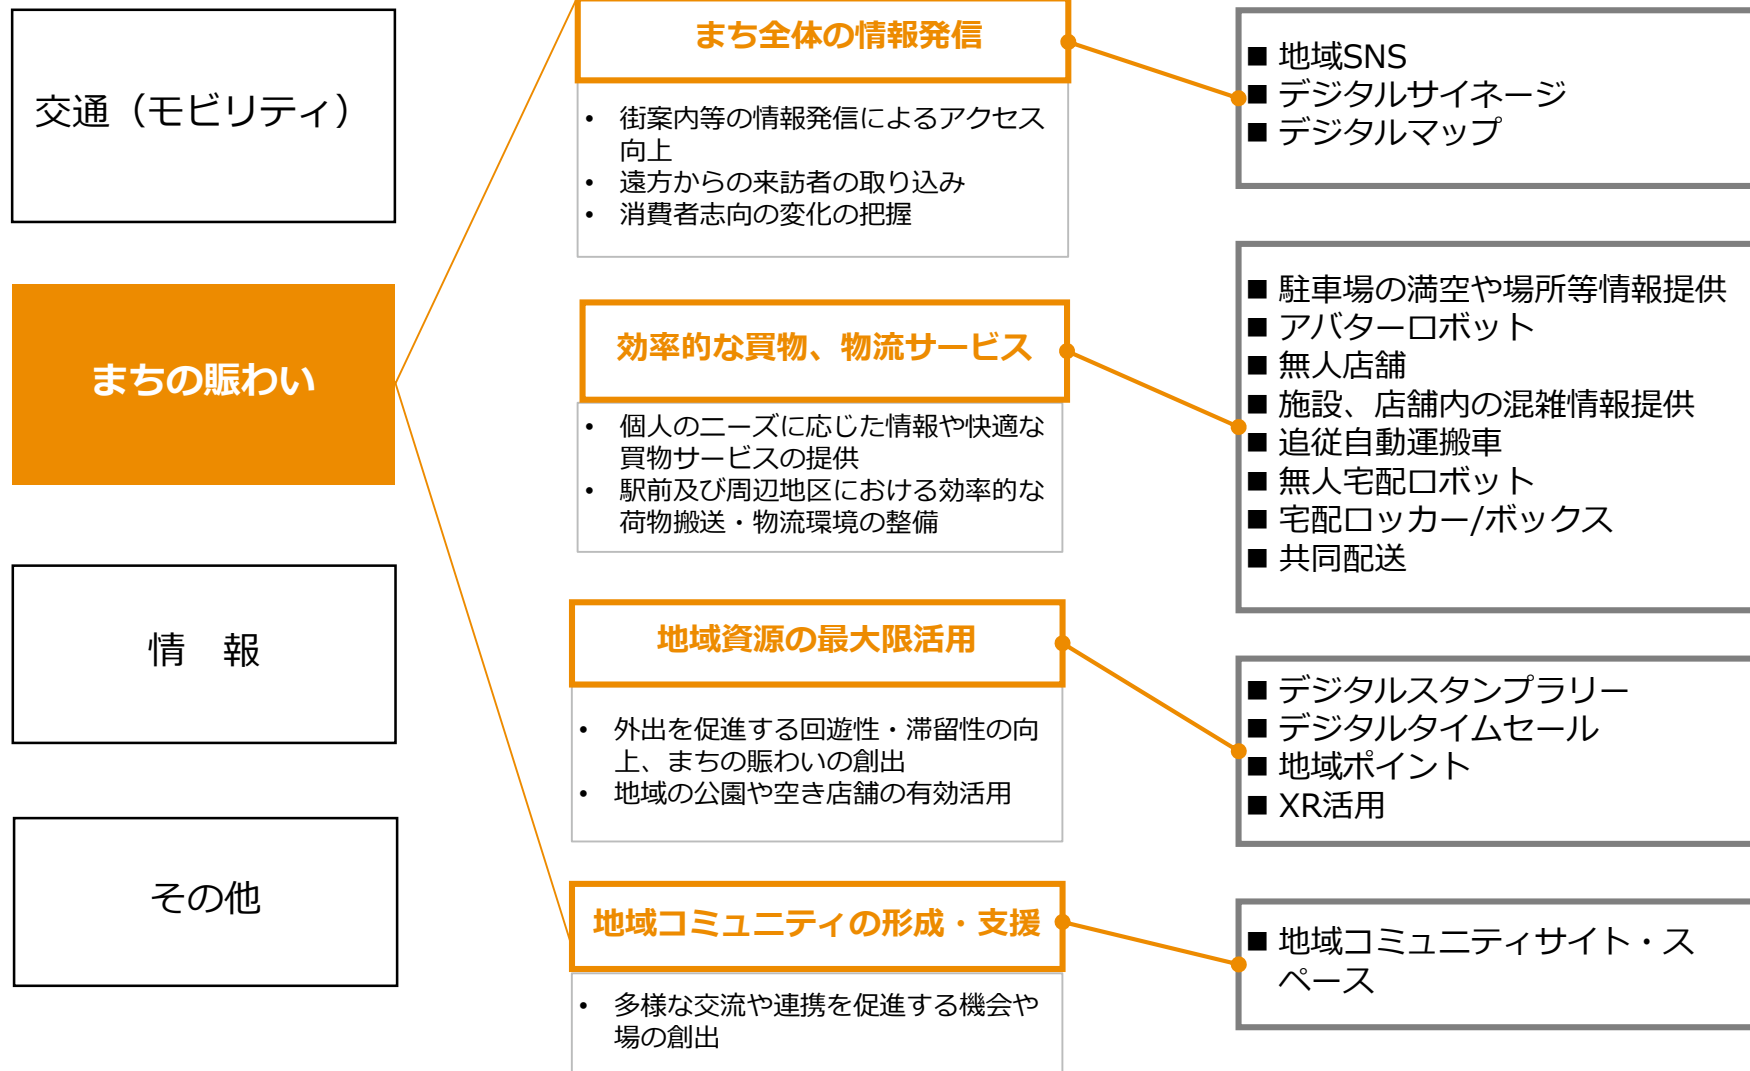 交通（モビリティ）
まちの賑わい
情　報
その他
まち全体の情報発信
• 街案内等の情報発信によるアクセス
向上
• 遠方からの来訪者の取り込み
• 消費者志向の変化の把握
■ 地域SNS
■ デジタルサイネージ
■ デジタルマップ
効率的な買物、物流サービス
• 個人のニーズに応じた情報や快適な
買物サービスの提供
• 駅前及び周辺地区における効率的な
荷物搬送・物流環境の整備
■ 駐車場の満空や場所等情報提供
■ アバターロボット
■ 無人店舗
■ 施設、店舗内の混雑情報提供
■ 追従自動運搬車
■ 無人宅配ロボット
■ 宅配ロッカー/ボックス
■ 共同配送
地域資源の最大限活用
• 外出を促進する回遊性・滞留性の向
上、まちの賑わいの創出
• 地域の公園や空き店舗の有効活用
■ デジタルスタンプラリー
■ デジタルタイムセール
■ 地域ポイント
■ XR活用
地域コミュニティの形成・支援
• 多様な交流や連携を促進する機会や
場の創出
■ 地域コミュニティサイト・ス
ペース